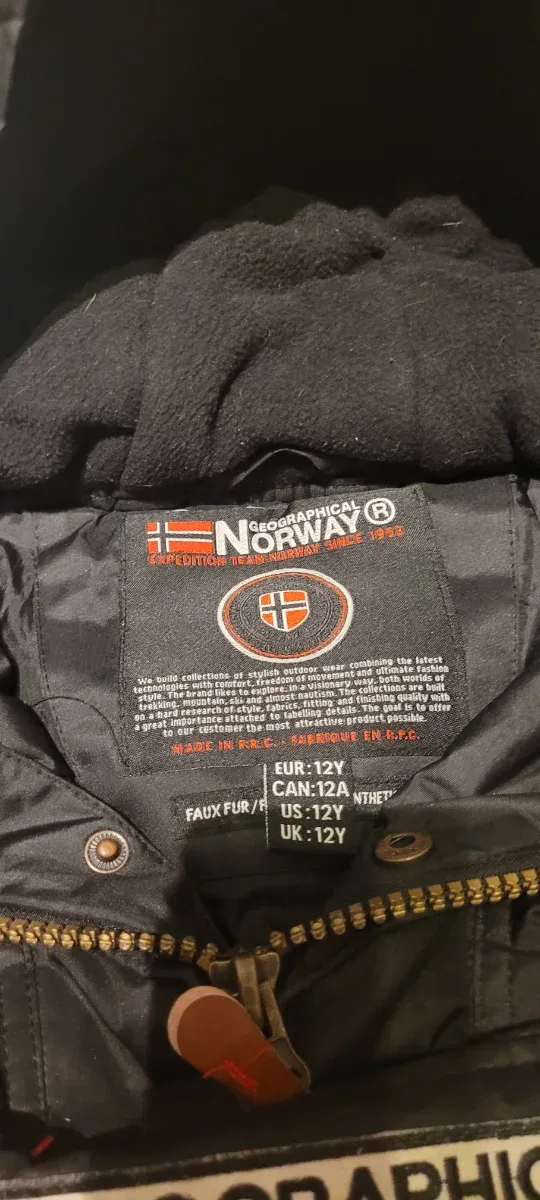 GEOGRAPHICAL
NORWAY®
EXPEDITION TEAM NORWAY SINCE 1953
We build collections of stylish outdoor wear combining the latest
technologies with comfort, freedom of movement and ultimate fashion
style. The brand likes to explore, in a visionary way, both worlds of
trekking, mountain, ski and almost nautism. The collections are built
on a hard research style, fabrics, fitting and finishing quality with
a great importance attached to labelling details. The goal is to offer
to our customer the most attractive product possible.
MADE IN P.R.C. - FABRIQUE EN R.P.C.
EUR:12Y
CAN:12A
US:12Y
UK:12Y
FAUX FUR/
GRAPHIC